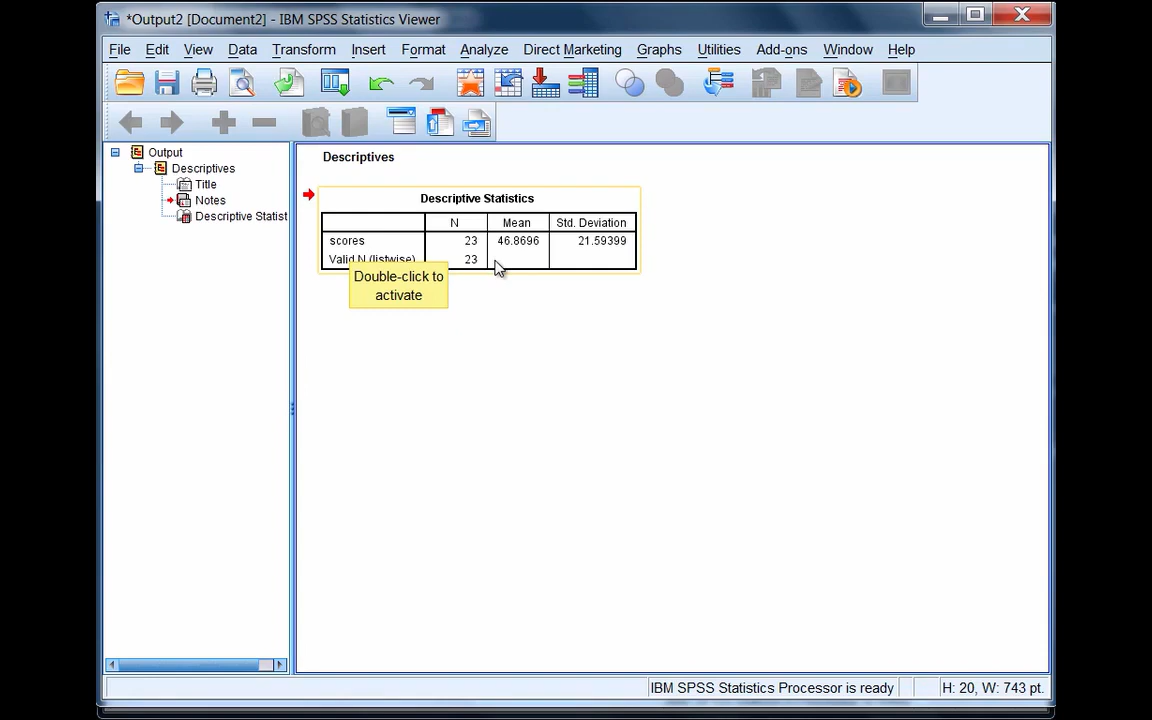 *Output2 [Document2] - IBM SPSS Statistics Viewer
File Edit View Data Transform Insert Format Analyze Direct Marketing Graphs Utilities Add-ons Window Help
Output
Descriptives
Title
Notes
Descriptive Statist
Descriptives
Descriptive Statistics
N Mean Std. Deviation
scores 23 46.8696 21.59399
Valid N (listwise) 23
Double-click to
activate
IBM SPSS Statistics Processor is ready H: 20, W: 743 pt.